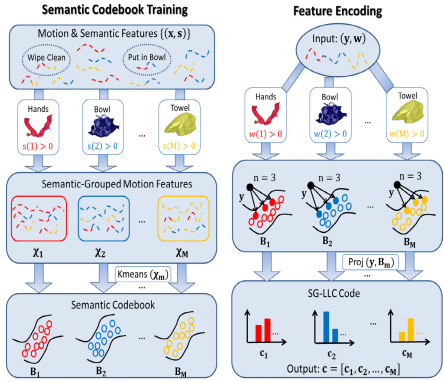 Semantic Codebook Training
Motion & Semantic Features {(x, s)}
Wipe Clean
Put in Bowl
Hands
s(1) > 0
Bowl
s(2) > 0
...
Towel
s(M) > 0
Semantic-Grouped Motion Features
...
χ₁
χ₂
χM
Kmeans (χm)
...
Semantic Codebook
...
B₁
B₂
BM
Feature Encoding
Input: (y, w)
Hands
w(1) > 0
Bowl
w(2) > 0
...
Towel
w(M) > 0
n = 3
n = 3
n = 3
y
...
B₁
B₂
BM
Proj (y, Bm)
...
SG-LLC Code
...
...
...
...
c₁
c₂
cM
Output: c = [c₁, c₂, ..., cM]